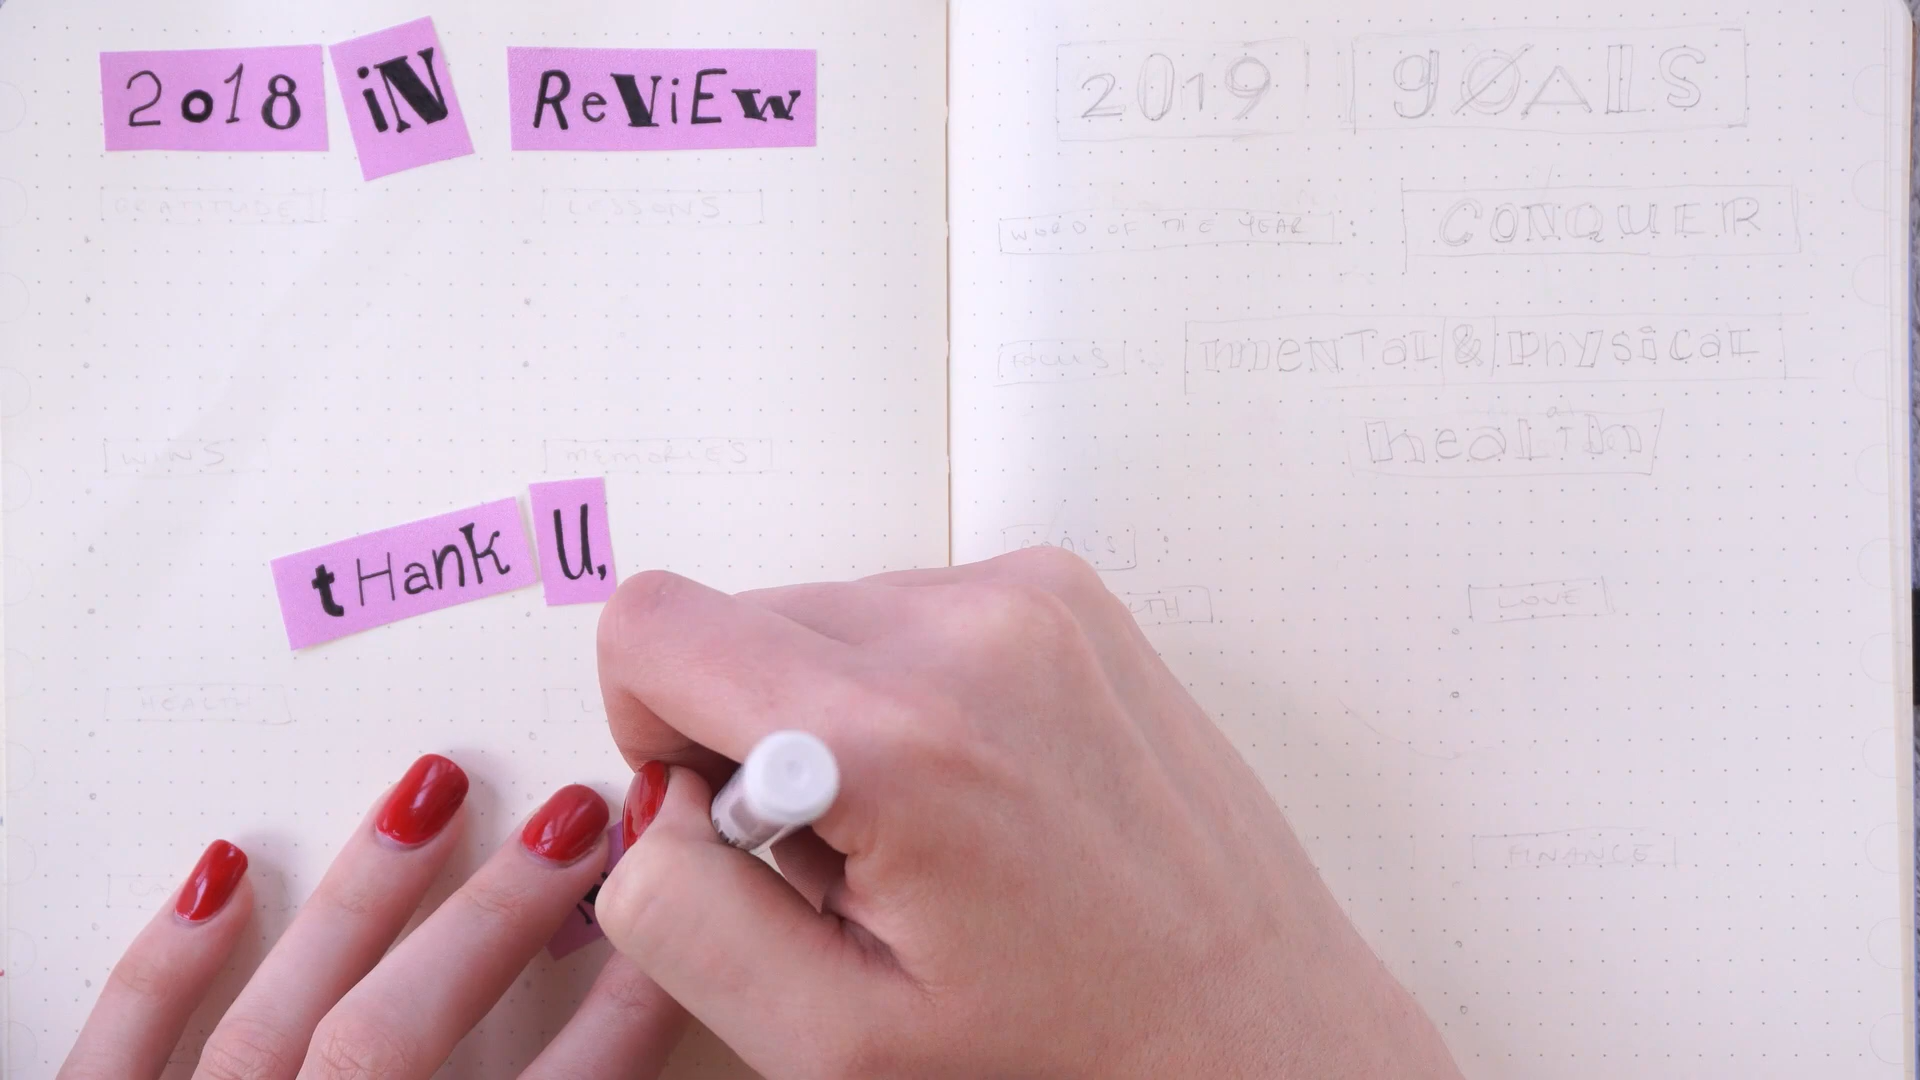 2018 iN ReViEw
GRATITUDE
LESSONS
WINS
MEMORIES
tHank U,
HEALTH
2019 gØALS
WORD OF THE YEAR : CONQUER
FOCUS : menTal & Physical
healTh
GOALS :
LOVE
FINANCE